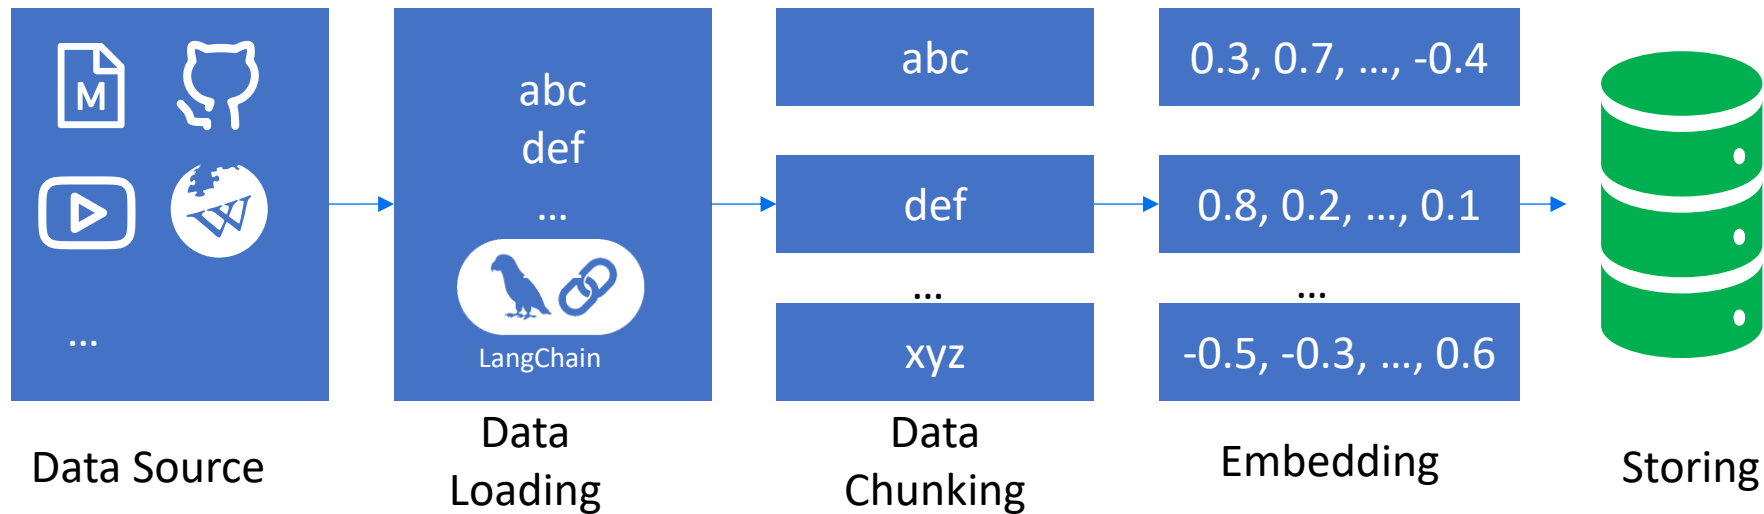 M
W
...
Data Source
abc
def
...
LangChain
Data
Loading
abc
def
...
xyz
Data
Chunking
0.3, 0.7, ..., -0.4
0.8, 0.2, ..., 0.1
...
-0.5, -0.3, ..., 0.6
Embedding
Storing